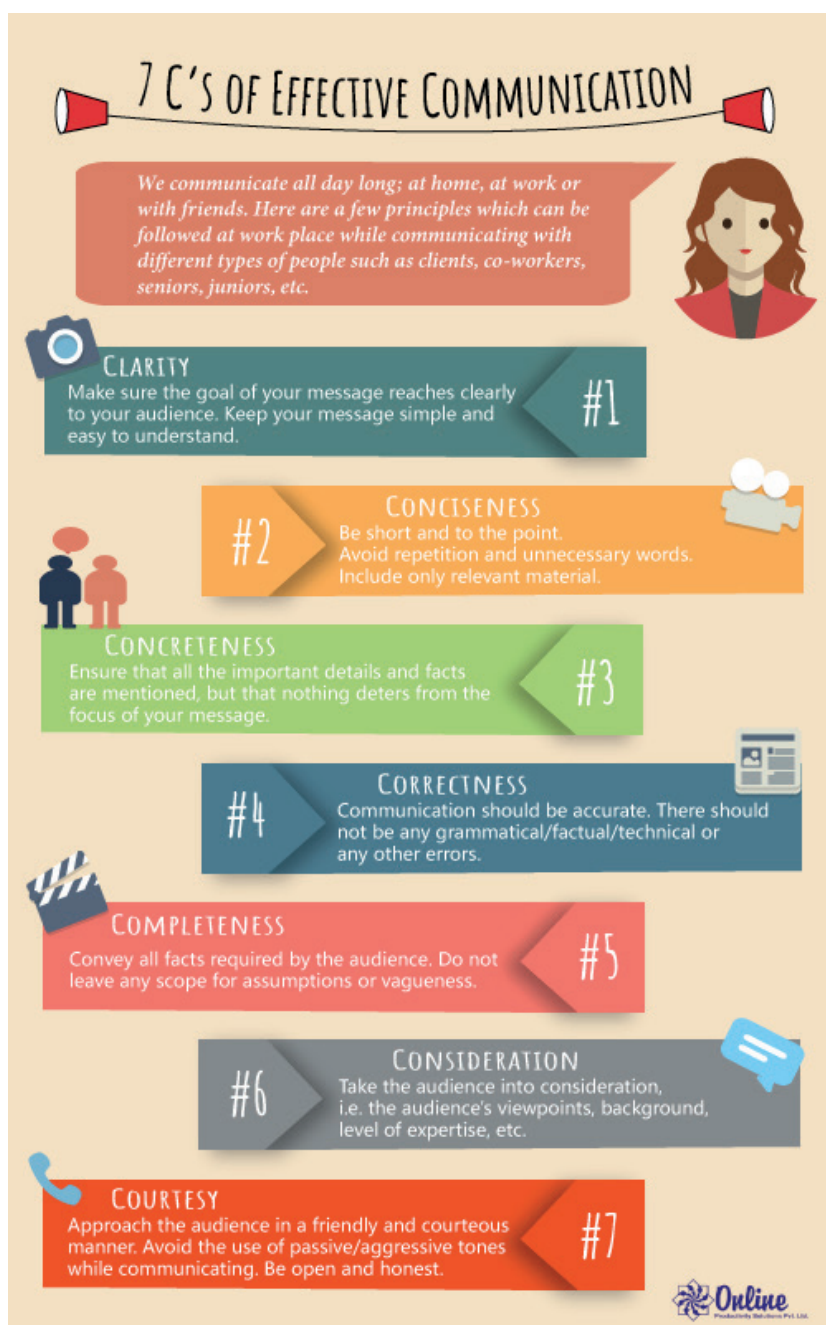 7 C's of Effective Communication
We communicate all day long; at home, at work or
with friends. Here are a few principles which can be
followed at work place while communicating with
different types of people such as clients, co-workers,
seniors, juniors, etc.
Clarity
Make sure the goal of your message reaches clearly
to your audience. Keep your message simple and
easy to understand.
#1
#2
Conciseness
Be short and to the point.
Avoid repetition and unnecessary words.
Include only relevant material.
Concreteness
Ensure that all the important details and facts
are mentioned, but that nothing deters from the
focus of your message.
#3
#4
Correctness
Communication should be accurate. There should
not be any grammatical/factual/technical or
any other errors.
Completeness
Convey all facts required by the audience. Do not
leave any scope for assumptions or vagueness.
#5
#6
Consideration
Take the audience into consideration,
i.e. the audience's viewpoints, background,
level of expertise, etc.
Courtesy
Approach the audience in a friendly and courteous
manner. Avoid the use of passive/aggressive tones
while communicating. Be open and honest.
#7
Online
Productivity Solutions Pvt. Ltd.